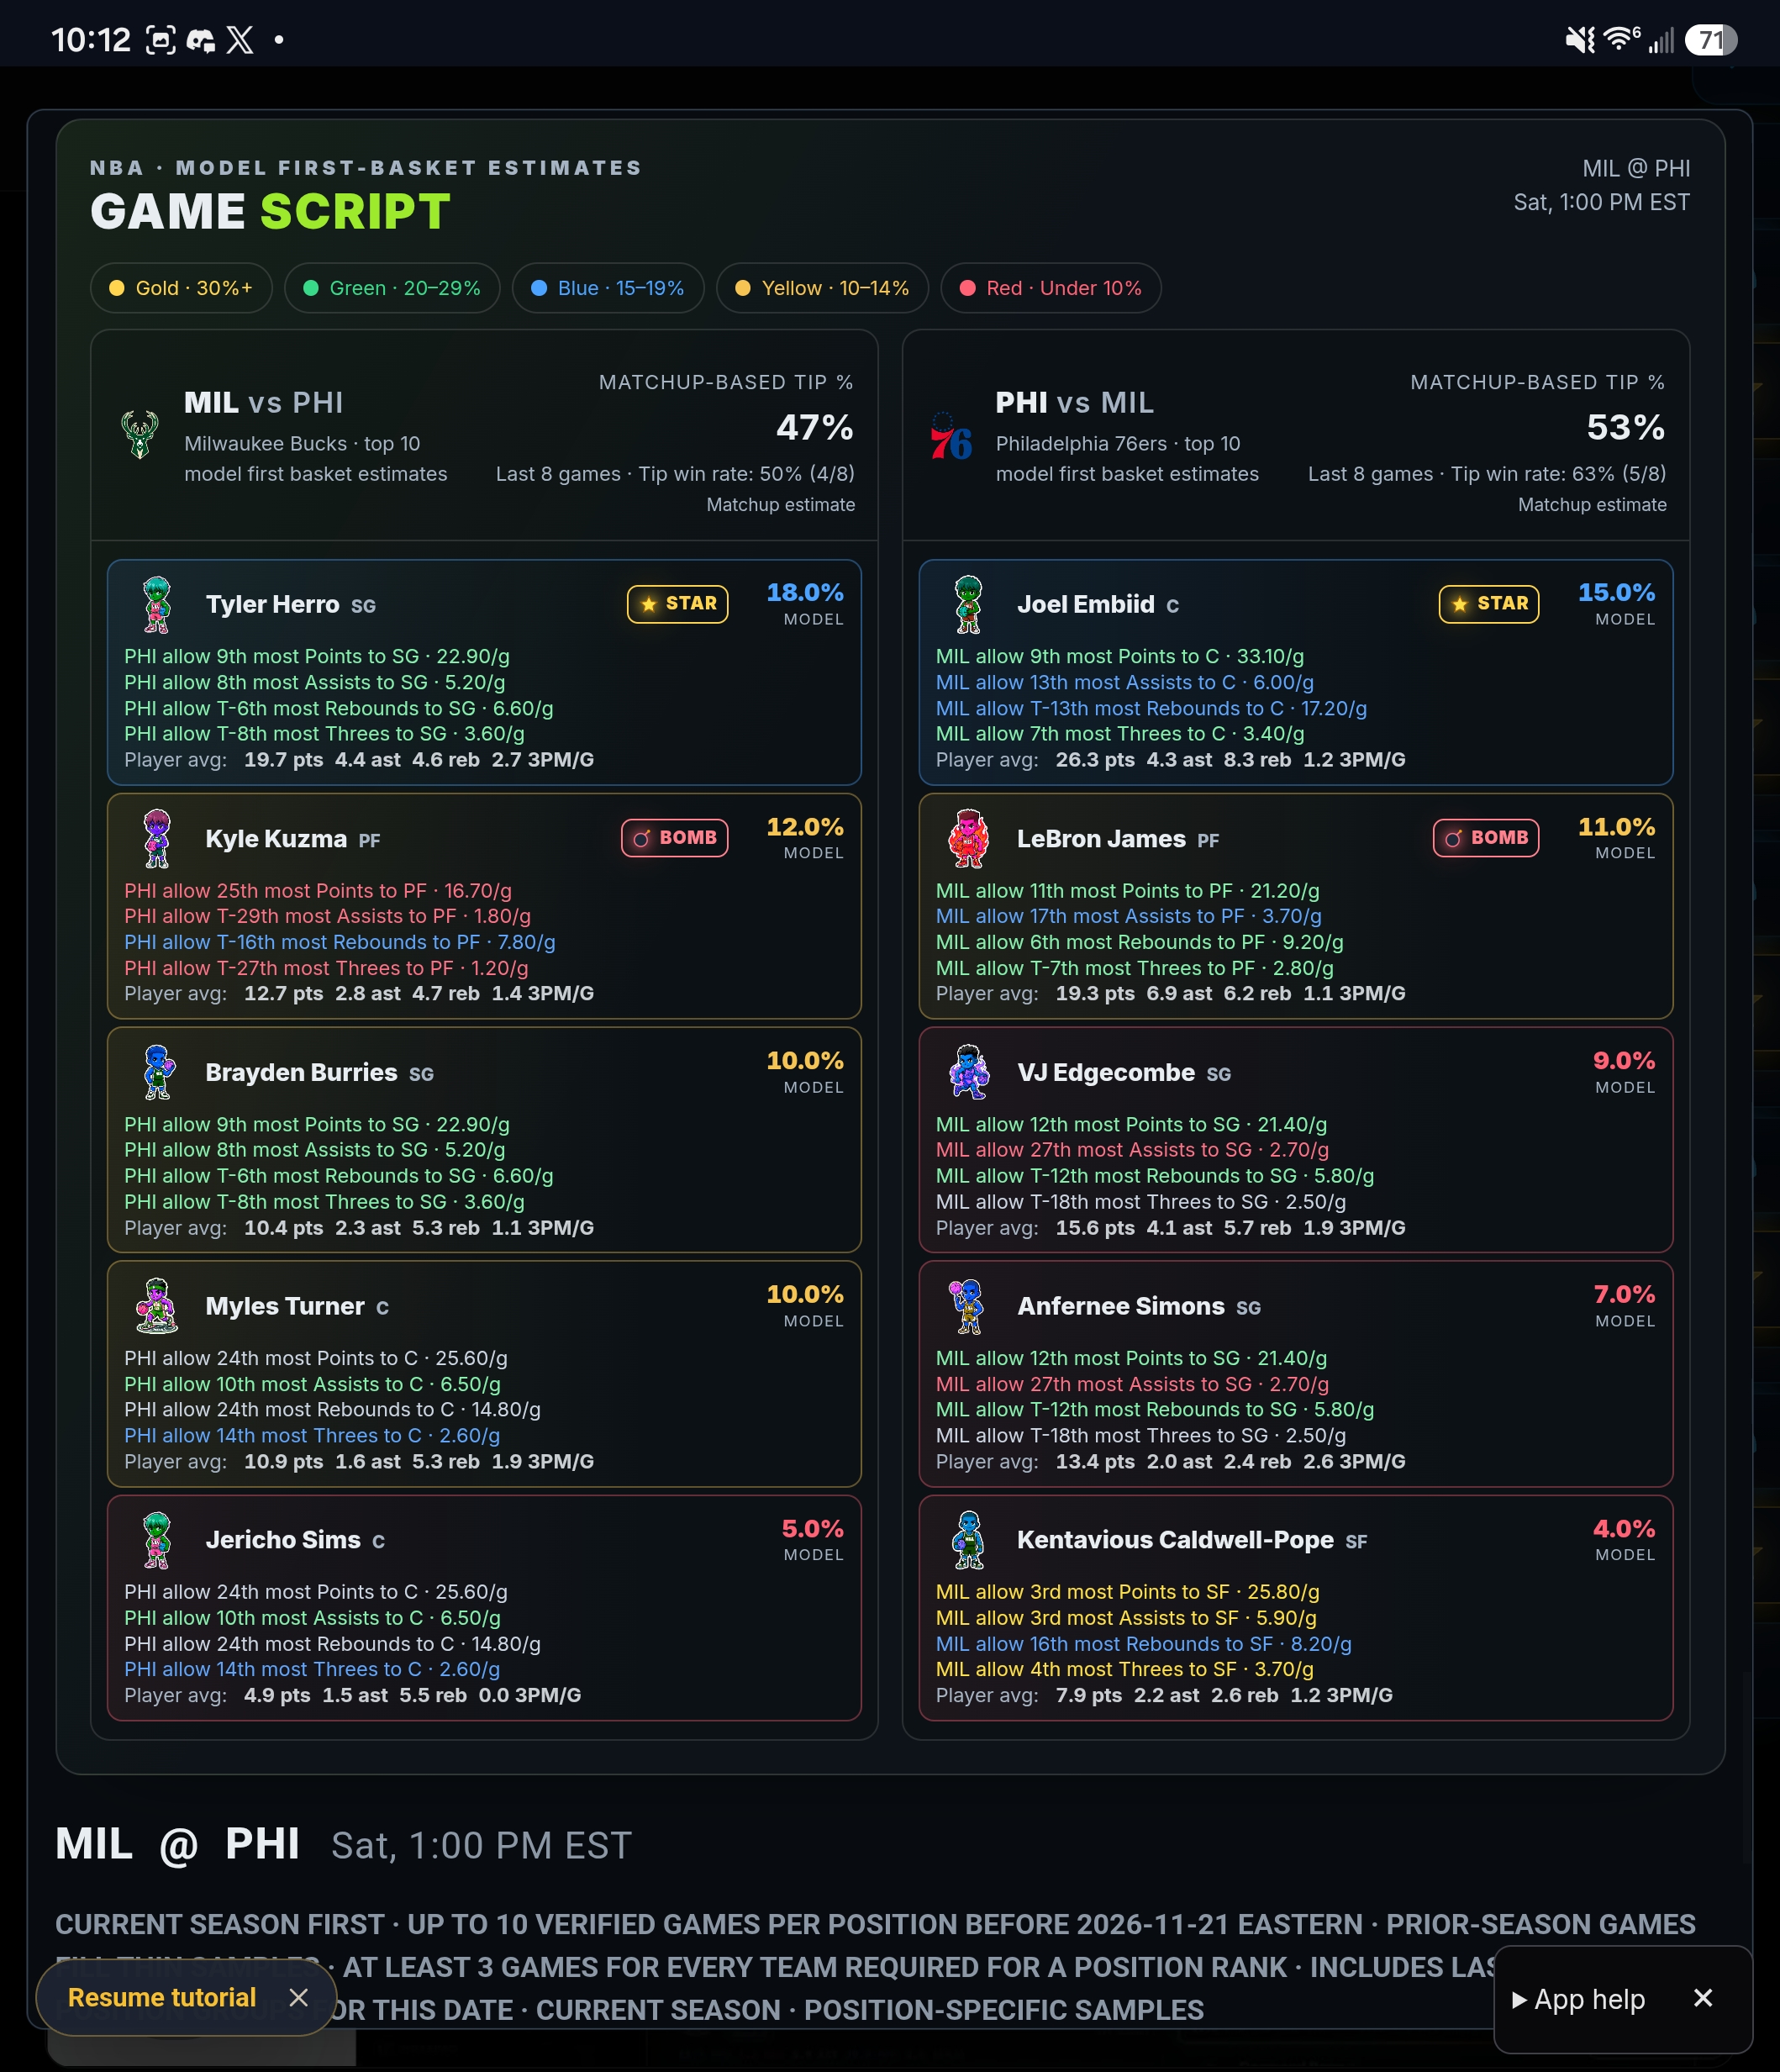 10:12
6
71
NBA · MODEL FIRST-BASKET ESTIMATES
GAME SCRIPT
MIL @ PHI
Sat, 1:00 PM EST
Gold · 30%+
Green · 20–29%
Blue · 15–19%
Yellow · 10–14%
Red · Under 10%
MIL vs PHI
Milwaukee Bucks · top 10
model first basket estimates
MATCHUP-BASED TIP %
47%
Last 8 games · Tip win rate: 50% (4/8)
Matchup estimate
Tyler Herro SG
STAR
18.0%
MODEL
PHI allow 9th most Points to SG · 22.90/g
PHI allow 8th most Assists to SG · 5.20/g
PHI allow T-6th most Rebounds to SG · 6.60/g
PHI allow T-8th most Threes to SG · 3.60/g
Player avg: 19.7 pts 4.4 ast 4.6 reb 2.7 3PM/G
Kyle Kuzma PF
BOMB
12.0%
MODEL
PHI allow 25th most Points to PF · 16.70/g
PHI allow T-29th most Assists to PF · 1.80/g
PHI allow T-16th most Rebounds to PF · 7.80/g
PHI allow T-27th most Threes to PF · 1.20/g
Player avg: 12.7 pts 2.8 ast 4.7 reb 1.4 3PM/G
Brayden Burries SG
10.0%
MODEL
PHI allow 9th most Points to SG · 22.90/g
PHI allow 8th most Assists to SG · 5.20/g
PHI allow T-6th most Rebounds to SG · 6.60/g
PHI allow T-8th most Threes to SG · 3.60/g
Player avg: 10.4 pts 2.3 ast 5.3 reb 1.1 3PM/G
Myles Turner C
10.0%
MODEL
PHI allow 24th most Points to C · 25.60/g
PHI allow 10th most Assists to C · 6.50/g
PHI allow 24th most Rebounds to C · 14.80/g
PHI allow 14th most Threes to C · 2.60/g
Player avg: 10.9 pts 1.6 ast 5.3 reb 1.9 3PM/G
Jericho Sims C
5.0%
MODEL
PHI allow 24th most Points to C · 25.60/g
PHI allow 10th most Assists to C · 6.50/g
PHI allow 24th most Rebounds to C · 14.80/g
PHI allow 14th most Threes to C · 2.60/g
Player avg: 4.9 pts 1.5 ast 5.5 reb 0.0 3PM/G
76
PHI vs MIL
Philadelphia 76ers · top 10
model first basket estimates
MATCHUP-BASED TIP %
53%
Last 8 games · Tip win rate: 63% (5/8)
Matchup estimate
Joel Embiid C
STAR
15.0%
MODEL
MIL allow 9th most Points to C · 33.10/g
MIL allow 13th most Assists to C · 6.00/g
MIL allow T-13th most Rebounds to C · 17.20/g
MIL allow 7th most Threes to C · 3.40/g
Player avg: 26.3 pts 4.3 ast 8.3 reb 1.2 3PM/G
LeBron James PF
BOMB
11.0%
MODEL
MIL allow 11th most Points to PF · 21.20/g
MIL allow 17th most Assists to PF · 3.70/g
MIL allow 6th most Rebounds to PF · 9.20/g
MIL allow T-7th most Threes to PF · 2.80/g
Player avg: 19.3 pts 6.9 ast 6.2 reb 1.1 3PM/G
VJ Edgecombe SG
9.0%
MODEL
MIL allow 12th most Points to SG · 21.40/g
MIL allow 27th most Assists to SG · 2.70/g
MIL allow T-12th most Rebounds to SG · 5.80/g
MIL allow T-18th most Threes to SG · 2.50/g
Player avg: 15.6 pts 4.1 ast 5.7 reb 1.9 3PM/G
Anfernee Simons SG
7.0%
MODEL
MIL allow 12th most Points to SG · 21.40/g
MIL allow 27th most Assists to SG · 2.70/g
MIL allow T-12th most Rebounds to SG · 5.80/g
MIL allow T-18th most Threes to SG · 2.50/g
Player avg: 13.4 pts 2.0 ast 2.4 reb 2.6 3PM/G
Kentavious Caldwell-Pope SF
4.0%
MODEL
MIL allow 3rd most Points to SF · 25.80/g
MIL allow 3rd most Assists to SF · 5.90/g
MIL allow 16th most Rebounds to SF · 8.20/g
MIL allow 4th most Threes to SF · 3.70/g
Player avg: 7.9 pts 2.2 ast 2.6 reb 1.2 3PM/G
MIL @ PHI Sat, 1:00 PM EST
CURRENT SEASON FIRST · UP TO 10 VERIFIED GAMES PER POSITION BEFORE 2026-11-21 EASTERN · PRIOR-SEASON GAMES
FILL THIN SAMPLES · AT LEAST 3 GAMES FOR EVERY TEAM REQUIRED FOR A POSITION RANK · INCLUDES
FOR THIS DATE · CURRENT SEASON · POSITION-SPECIFIC SAMPLES
Resume tutorial
App help